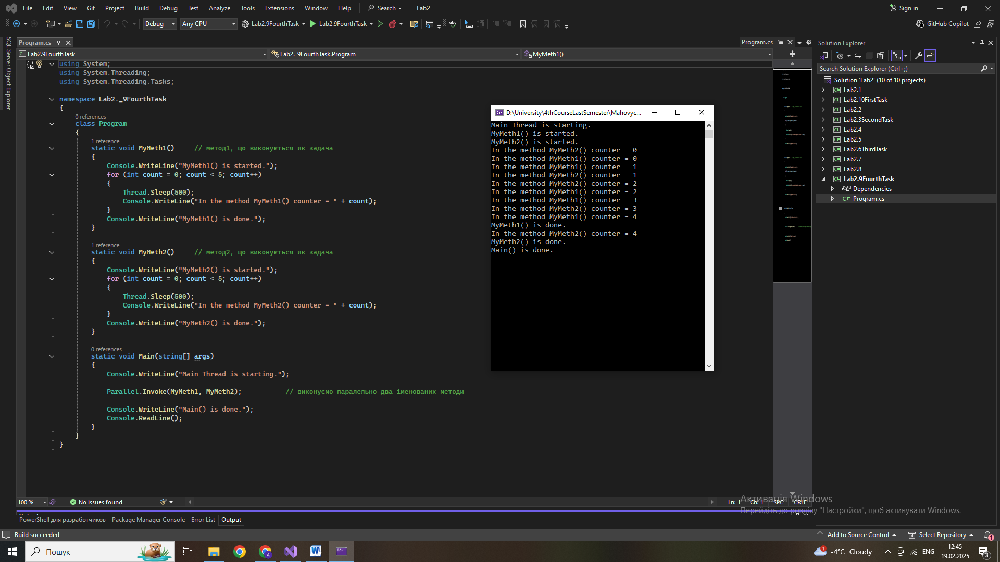 File Edit View Git Project Build Debug Test Analyze Tools Extensions Window Help Search Lab2 Sign in
Debug Any CPU Lab2.9FourthTask Lab2.9FourthTask GitHub Copilot
SQL Server Object Explorer
Program.cs Program.cs
Lab2.9FourthTask Lab2._9FourthTask.Program MyMeth1()
using System;
using System.Threading;
using System.Threading.Tasks;
namespace Lab2._9FourthTask
{
0 references
class Program
{
1 reference
static void MyMeth1() // метод1, що виконується як задача
{
Console.WriteLine("MyMeth1() is started.");
for (int count = 0; count < 5; count++)
{
Thread.Sleep(500);
Console.WriteLine("In the method MyMeth1() counter = " + count);
}
Console.WriteLine("MyMeth1() is done.");
}
1 reference
static void MyMeth2() // метод2, що виконується як задача
{
Console.WriteLine("MyMeth2() is started.");
for (int count = 0; count < 5; count++)
{
Thread.Sleep(500);
Console.WriteLine("In the method MyMeth2() counter = " + count);
}
Console.WriteLine("MyMeth2() is done.");
}
0 references
static void Main(string[] args)
{
Console.WriteLine("Main Thread is starting.");
Parallel.Invoke(MyMeth1, MyMeth2); // виконуємо паралельно два іменованих методи
Console.WriteLine("Main() is done.");
Console.ReadLine();
}
}
}
D:\University\4thCourseLastSemester\Mahovyc...
Main Thread is starting.
MyMeth1() is started.
MyMeth2() is started.
In the method MyMeth2() counter = 0
In the method MyMeth1() counter = 0
In the method MyMeth1() counter = 1
In the method MyMeth2() counter = 1
In the method MyMeth2() counter = 2
In the method MyMeth1() counter = 2
In the method MyMeth1() counter = 3
In the method MyMeth2() counter = 3
In the method MyMeth1() counter = 4
MyMeth1() is done.
In the method MyMeth2() counter = 4
MyMeth2() is done.
Main() is done.
Solution Explorer
Search Solution Explorer (Ctrl+;)
Solution 'Lab2' (10 of 10 projects)
Lab2.1
Lab2.10FirstTask
Lab2.2
Lab2.3SecondTask
Lab2.4
Lab2.5
Lab2.6ThirdTask
Lab2.7
Lab2.8
Lab2.9FourthTask
Dependencies
C# Program.cs
100 % No issues found Ln: 1 Ch: 1 SPC CRLF
Активація Windows
Перейдіть до розділу "Настройки", щоб активувати Windows.
PowerShell для разработчиков Package Manager Console Error List Output
Build succeeded Add to Source Control Select Repository 1
Пошук 1 -4°C Cloudy ENG 12:45
19.02.2025 3